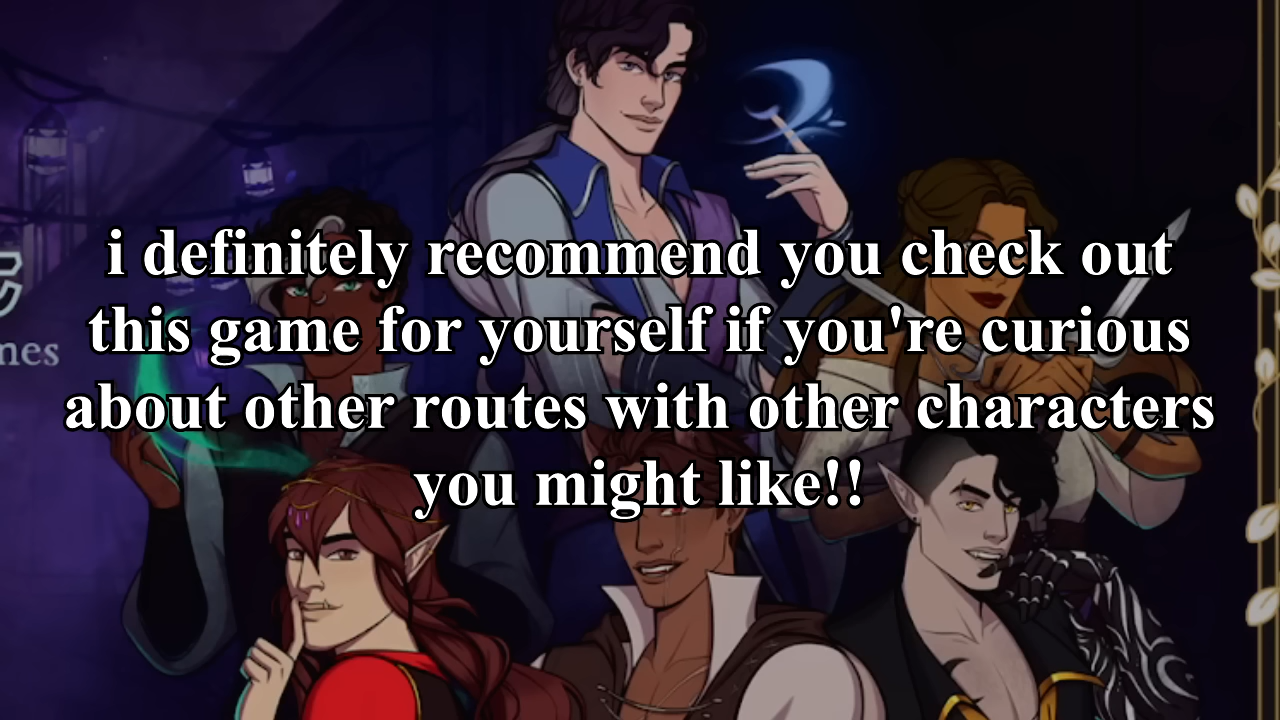 i definitely recommend you check out
this game for yourself if you're curious
about other routes with other characters
you might like!!